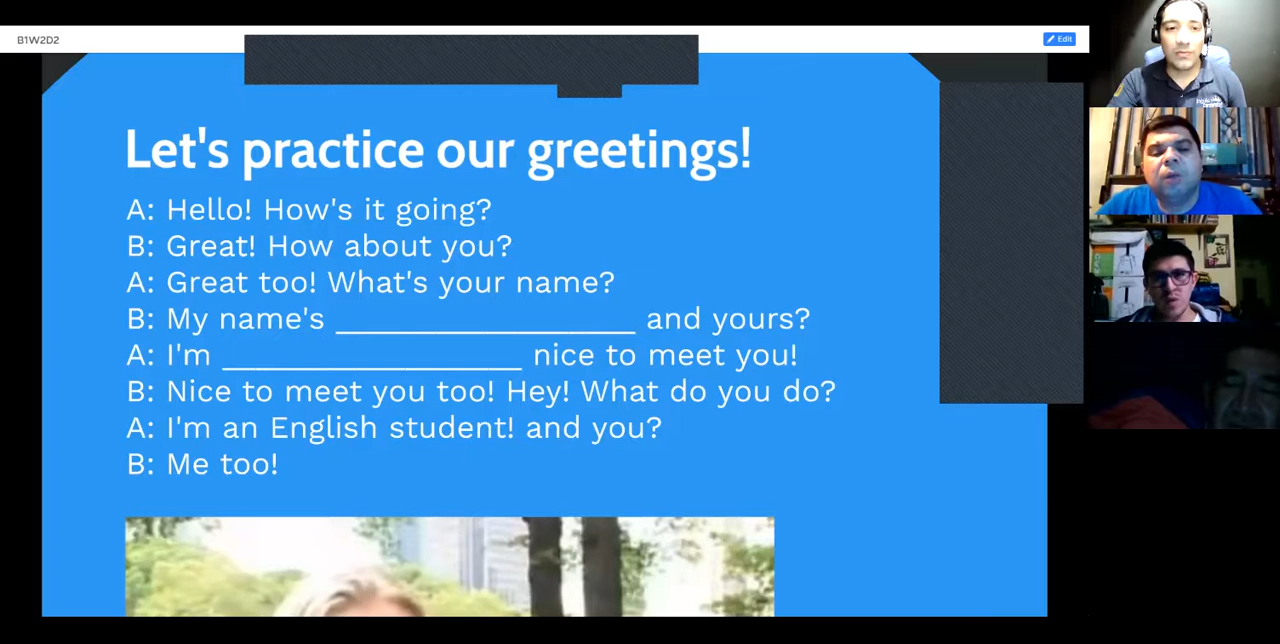 B1W2D2
Edit
Let's practice our greetings!
A: Hello! How's it going?
B: Great! How about you?
A: Great too! What's your name?
B: My name's __________________ and yours?
A: I'm __________________ nice to meet you!
B: Nice to meet you too! Hey! What do you do?
A: I'm an English student! and you?
B: Me too!